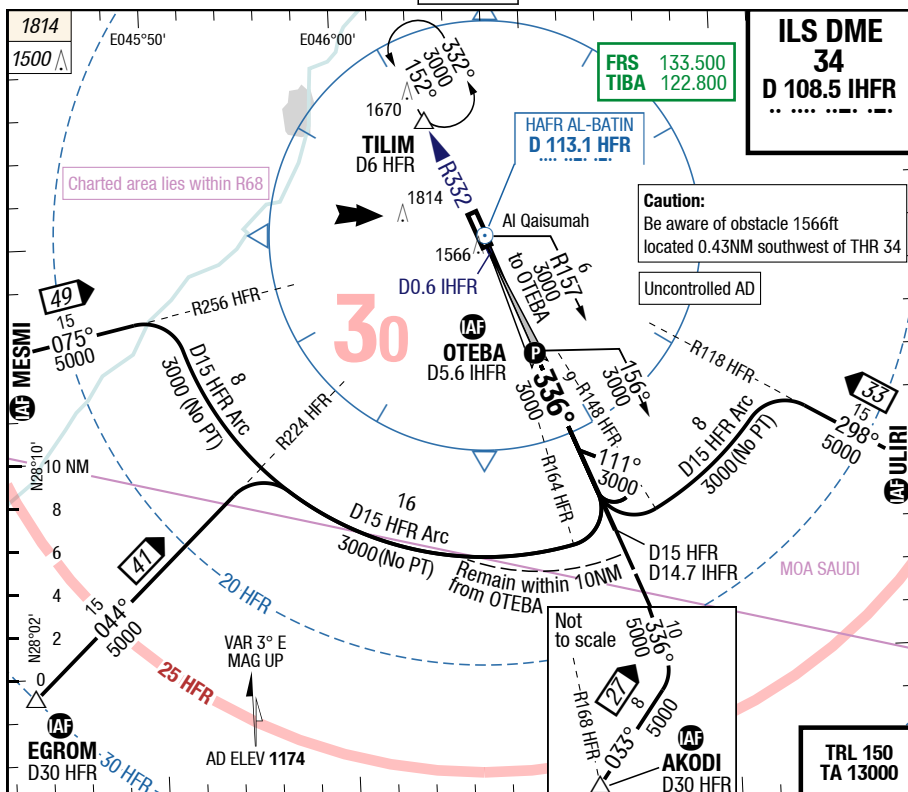 1814
1500
E045°50'
E046°00'
FRS 133.500
TIBA 122.800
ILS DME
34
D 108.5 IHFR
332°
3000
152°
1670
TILIM
D6 HFR
HAFR AL-BATIN
D 113.1 HFR
R332
Charted area lies within R68
1814
Al Qaisumah
1566
D0.6 IHFR
Caution:
Be aware of obstacle 1566ft
located 0.43NM southwest of THR 34
Uncontrolled AD
6
R157
3000
to OTEBA
49
15
075°
5000
R256 HFR
IAF MESMI
8
D15 HFR Arc
3000 (No PT)
30
IAF
OTEBA
D5.6 IHFR
P
336°
3000
9
156°
3000
R148 HFR
R118 HFR
33
15
298°
5000
IAF ULIRI
8
D15 HFR Arc
3000(No PT)
R224 HFR
R164 HFR
111°
3000
N28°10'
10 NM
8
6
4
2
0
N28°02'
16
D15 HFR Arc
3000(No PT)
Remain within 10NM
from OTEBA
D15 HFR
D14.7 IHFR
MOA SAUDI
41
15
044°
5000
20 HFR
25 HFR
30 HFR
VAR 3° E
MAG UP
AD ELEV 1174
IAF
EGROM
D30 HFR
Not
to scale
10
336°
5000
27
8
033°
5000
R168 HFR
IAF
AKODI
D30 HFR
TRL 150
TA 13000